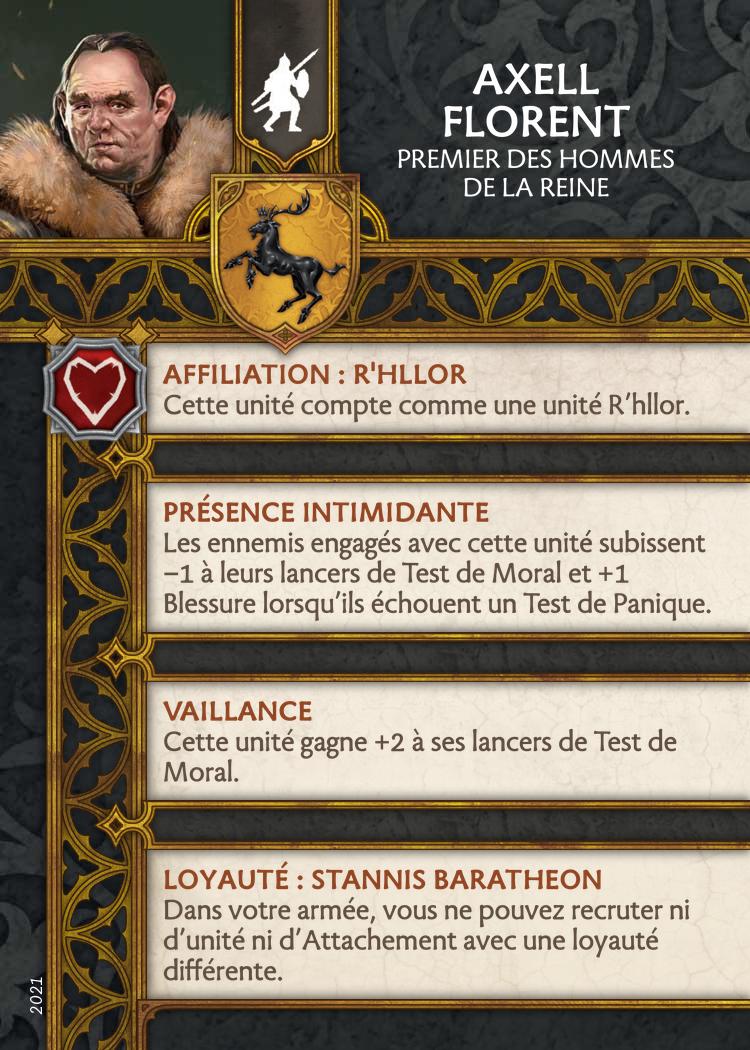 AXELL
FLORENT
PREMIER DES HOMMES
DE LA REINE
AFFILIATION : R'HLLOR
Cette unité compte comme une unité R’hllor.
PRÉSENCE INTIMIDANTE
Les ennemis engagés avec cette unité subissent
−1 à leurs lancers de Test de Moral et +1
Blessure lorsqu’ils échouent un Test de Panique.
VAILLANCE
Cette unité gagne +2 à ses lancers de Test de
Moral.
LOYAUTÉ : STANNIS BARATHEON
Dans votre armée, vous ne pouvez recruter ni
d’unité ni d’Attachement avec une loyauté
différente.
2021